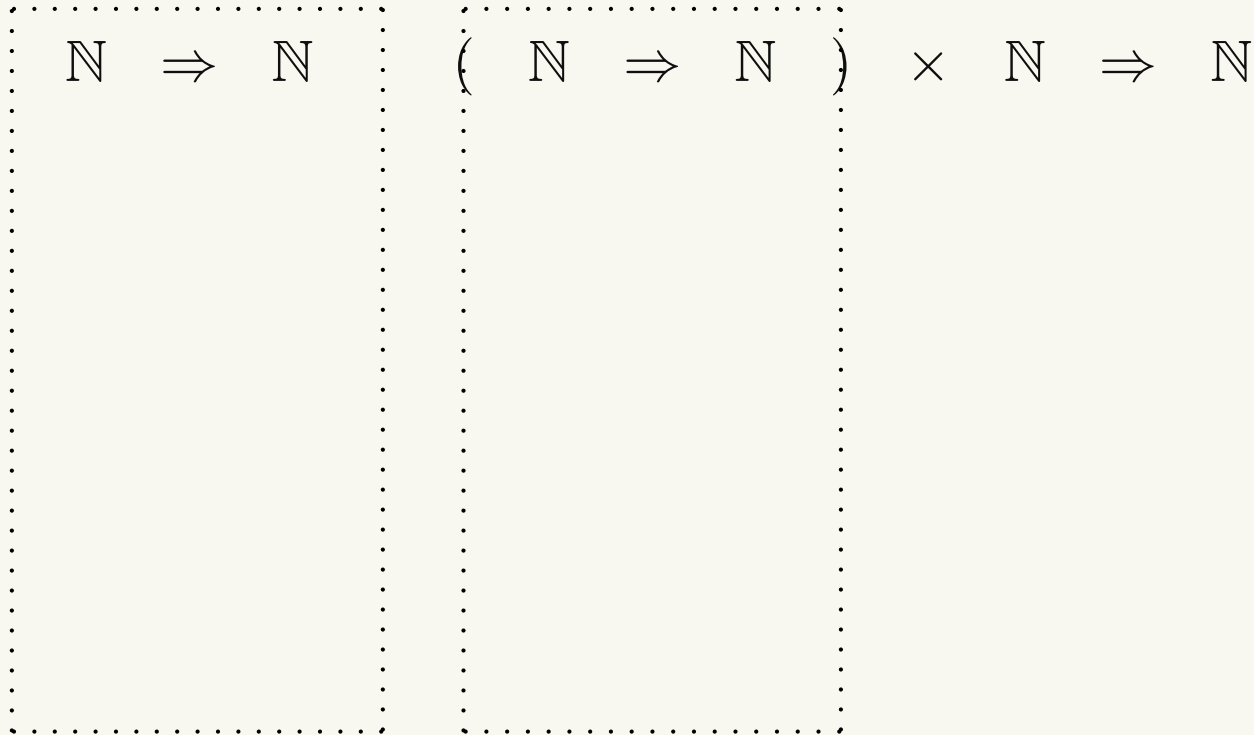 ℕ ⇒ ℕ ( ℕ ⇒ ℕ ) × ℕ ⇒ ℕ